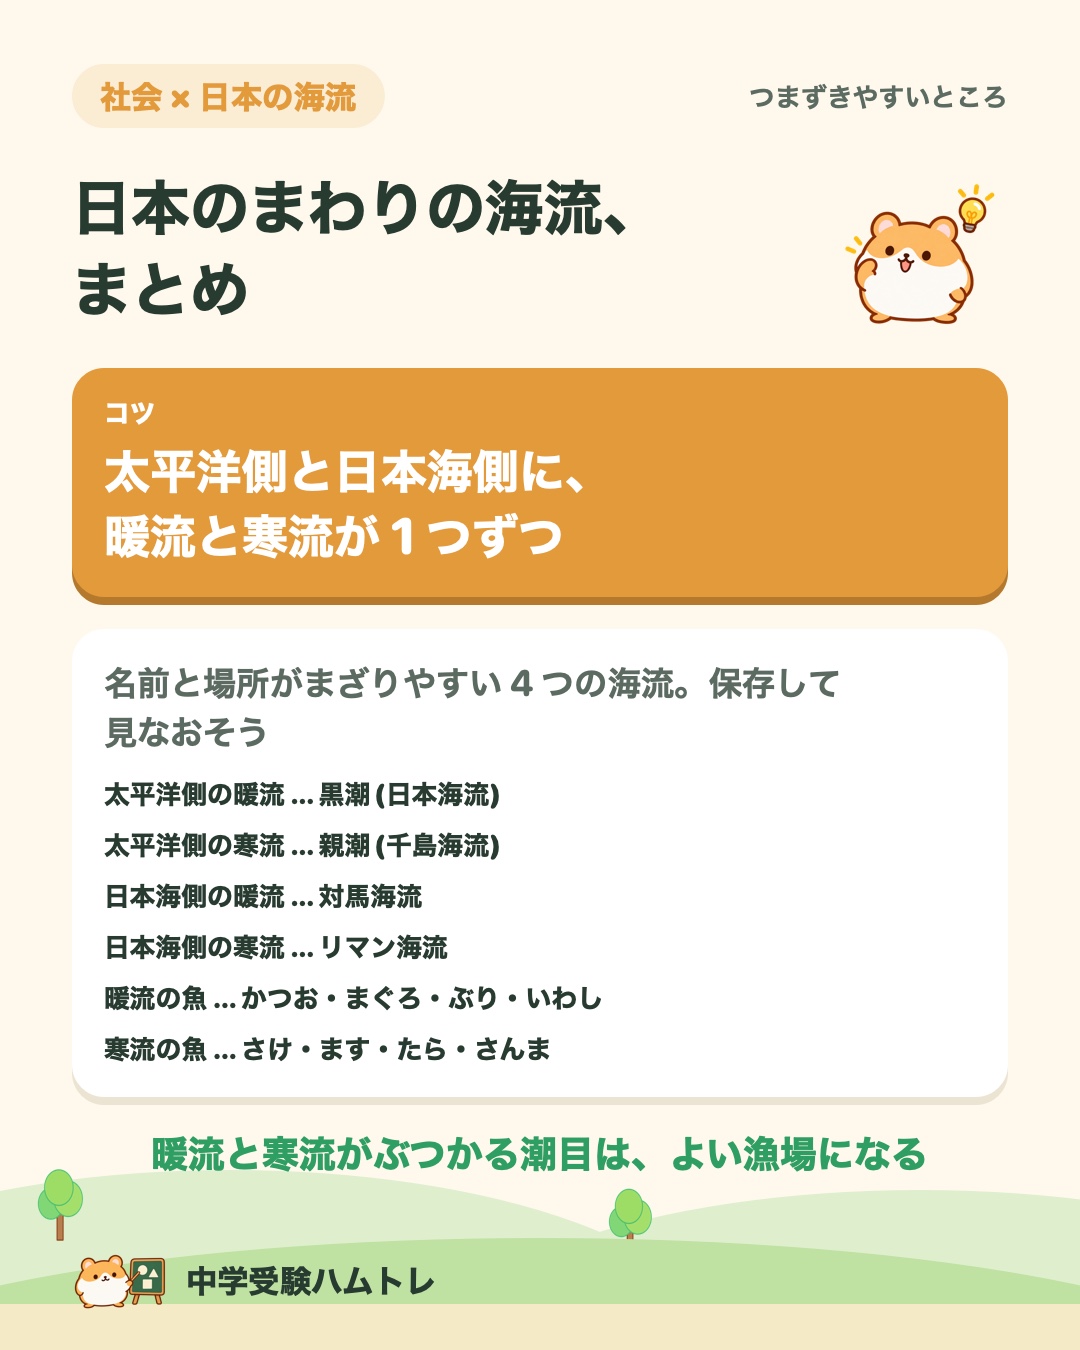 社会 × 日本の海流
つまずきやすいところ
日本のまわりの海流、
まとめ
コツ
太平洋側と日本海側に、
暖流と寒流が1つずつ
名前と場所がまざりやすい4つの海流。保存して
見なおそう
太平洋側の暖流 … 黒潮 (日本海流)
太平洋側の寒流 … 親潮 (千島海流)
日本海側の暖流 … 対馬海流
日本海側の寒流 … リマン海流
暖流の魚 … かつお・まぐろ・ぶり・いわし
寒流の魚 … さけ・ます・たら・さんま
暖流と寒流がぶつかる潮目は、よい漁場になる
中学受験ハムトレ